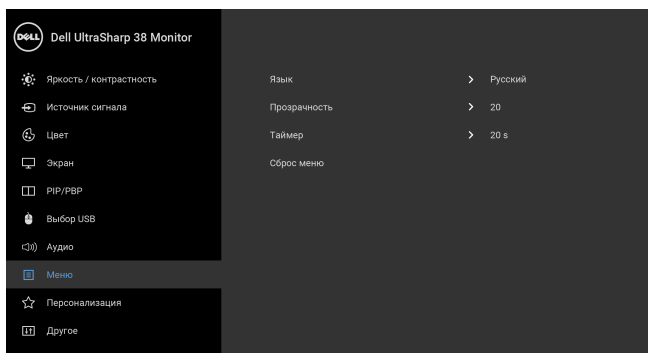 DELL Dell UltraSharp 38 Monitor
Яркость / контрастность Язык Русский
Источник сигнала Прозрачность 20
Цвет Таймер 20 s
Экран Сброс меню
PIP/PBP
Выбор USB
Аудио
Меню
Персонализация
Другое